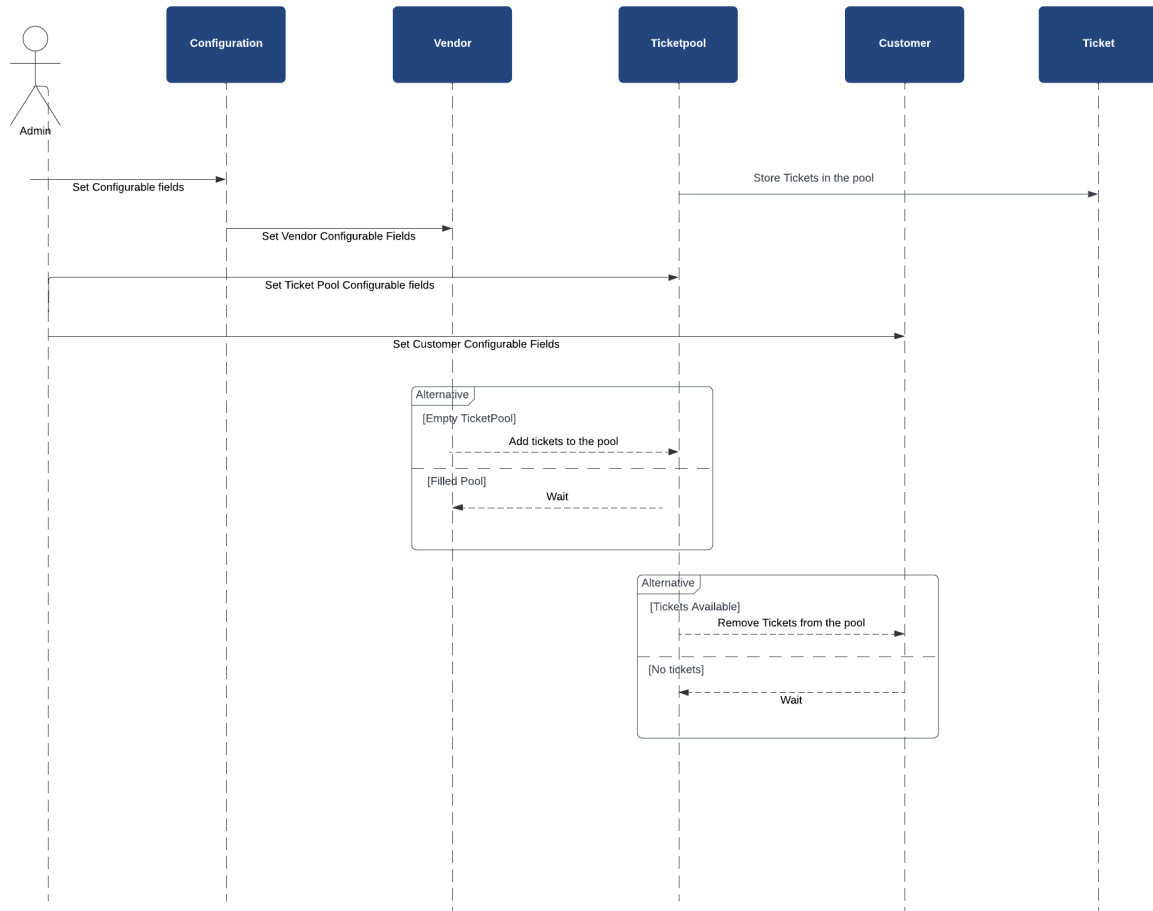 Configuration
Vendor
Ticketpool
Customer
Ticket
Admin
Set Configurable fields
Store Tickets in the pool
Set Vendor Configurable Fields
Set Ticket Pool Configurable fields
Set Customer Configurable Fields
Alternative
[Empty TicketPool]
Add tickets to the pool
[Filled Pool]
Wait
Alternative
[Tickets Available]
Remove Tickets from the pool
[No tickets]
Wait